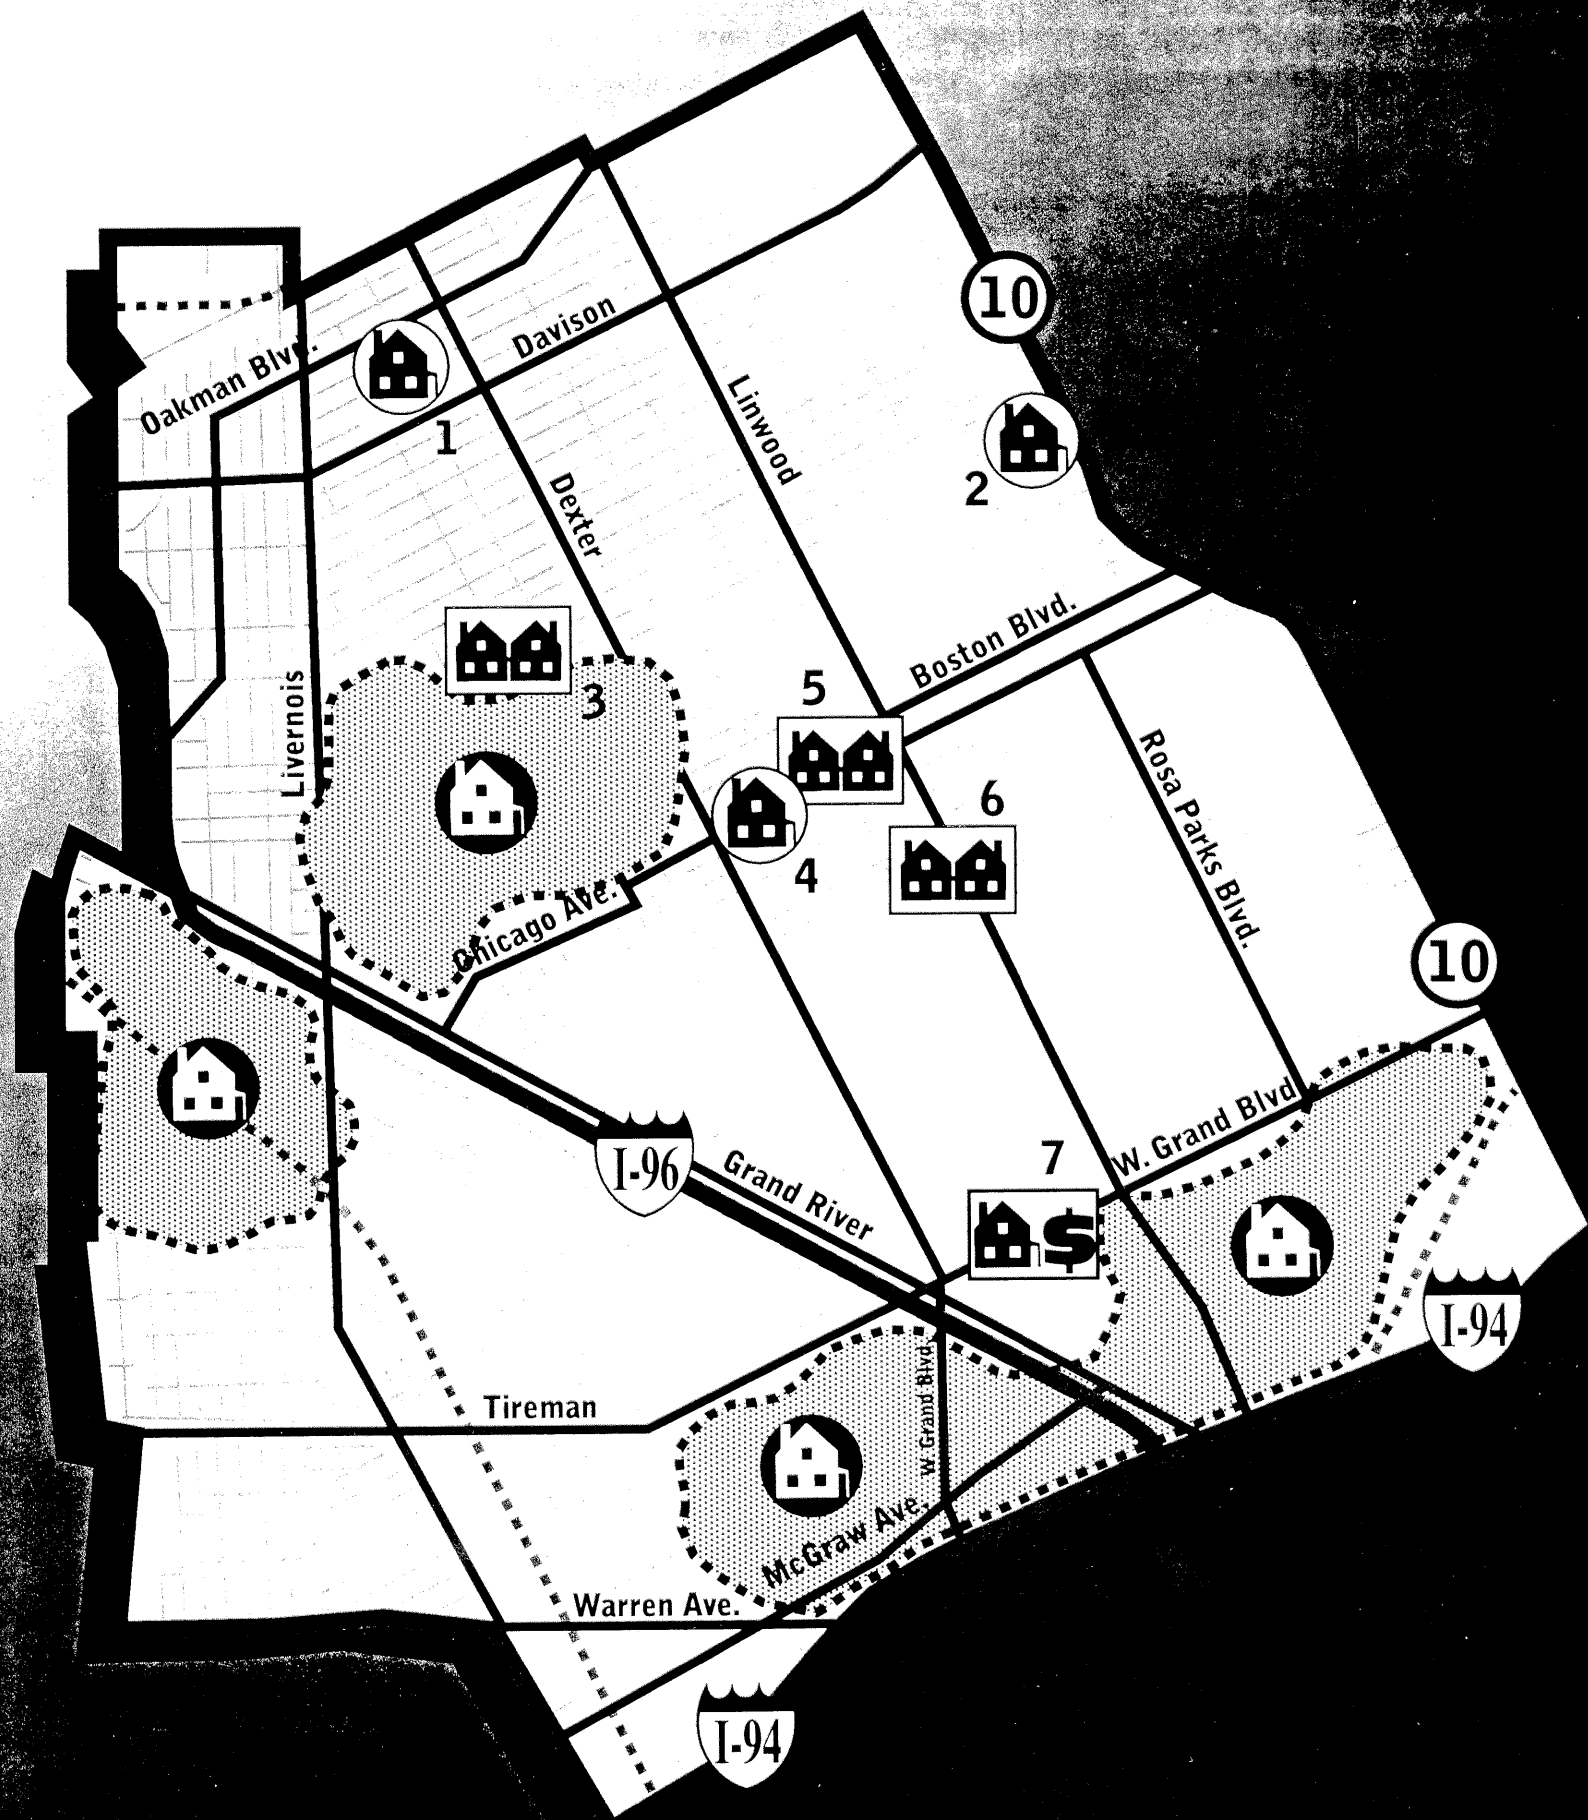 10
Oakman Blvd.
Davison
1
Linwood
2
Dexter
Boston Blvd.
Livernois
3
5
Rosa Parks Blvd.
6
4
Chicago Ave.
10
W. Grand Blvd.
7
I-96
Grand River
$
I-94
W. Grand Blvd.
Tireman
McGraw Ave.
Warren Ave.
I-94